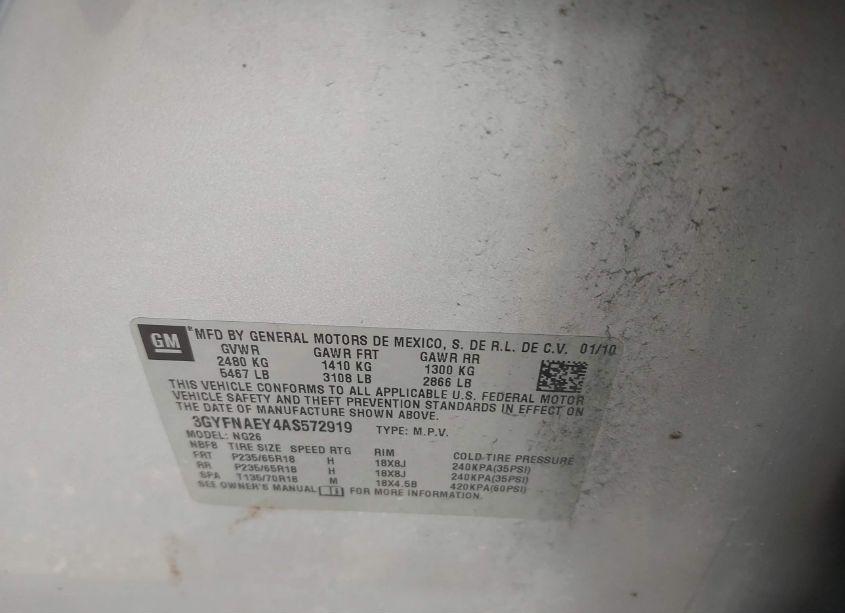 GM
®MFD BY GENERAL MOTORS DE MEXICO, S. DE R.L. DE C.V. 01/10
GVWR GAWR FRT GAWR RR
2480 KG 1410 KG 1300 KG
5467 LB 3108 LB 2866 LB
THIS VEHICLE CONFORMS TO ALL APPLICABLE U.S. FEDERAL MOTOR
VEHICLE SAFETY AND THEFT PREVENTION STANDARDS IN EFFECT ON
THE DATE OF MANUFACTURE SHOWN ABOVE.
3GYFNAEY4AS572919 TYPE: M.P.V.
MODEL: NG26
NBF8 TIRE SIZE SPEED RTG RIM COLD TIRE PRESSURE
FRT P235/65R18 H 18X8J 240KPA(35PSI)
RR P235/65R18 H 18X8J 240KPA(35PSI)
SPA T135/70R18 M 18X4.5B 420KPA(60PSI)
SEE OWNER'S MANUAL FOR MORE INFORMATION.